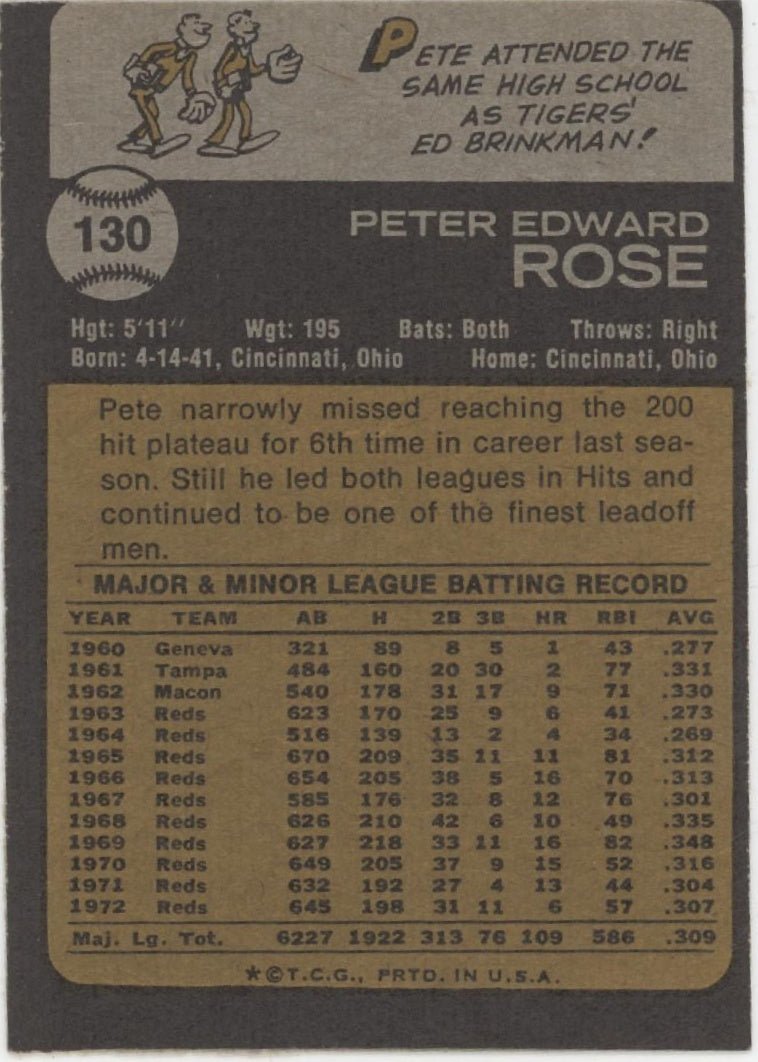 PETE ATTENDED THE
SAME HIGH SCHOOL
AS TIGERS'
ED BRINKMAN!
130
PETER EDWARD
ROSE
Hgt: 5'11" Wgt: 195 Bats: Both Throws: Right
Born: 4-14-41, Cincinnati, Ohio Home: Cincinnati, Ohio
Pete narrowly missed reaching the 200
hit plateau for 6th time in career last sea-
son. Still he led both leagues in Hits and
continued to be one of the finest leadoff
men.
MAJOR & MINOR LEAGUE BATTING RECORD
YEAR TEAM AB H 2B 3B HR RBI AVG
1960 Geneva 321 89 8 5 1 43 .277
1961 Tampa 484 160 20 30 2 77 .331
1962 Macon 540 178 31 17 9 71 .330
1963 Reds 623 170 25 9 6 41 .273
1964 Reds 516 139 13 2 4 34 .269
1965 Reds 670 209 35 11 11 81 .312
1966 Reds 654 205 38 5 16 70 .313
1967 Reds 585 176 32 8 12 76 .301
1968 Reds 626 210 42 6 10 49 .335
1969 Reds 627 218 33 11 16 82 .348
1970 Reds 649 205 37 9 15 52 .316
1971 Reds 632 192 27 4 13 44 .304
1972 Reds 645 198 31 11 6 57 .307
Maj. Lg. Tot. 6227 1922 313 76 109 586 .309
*©T.C.G., PRTD. IN U.S.A.